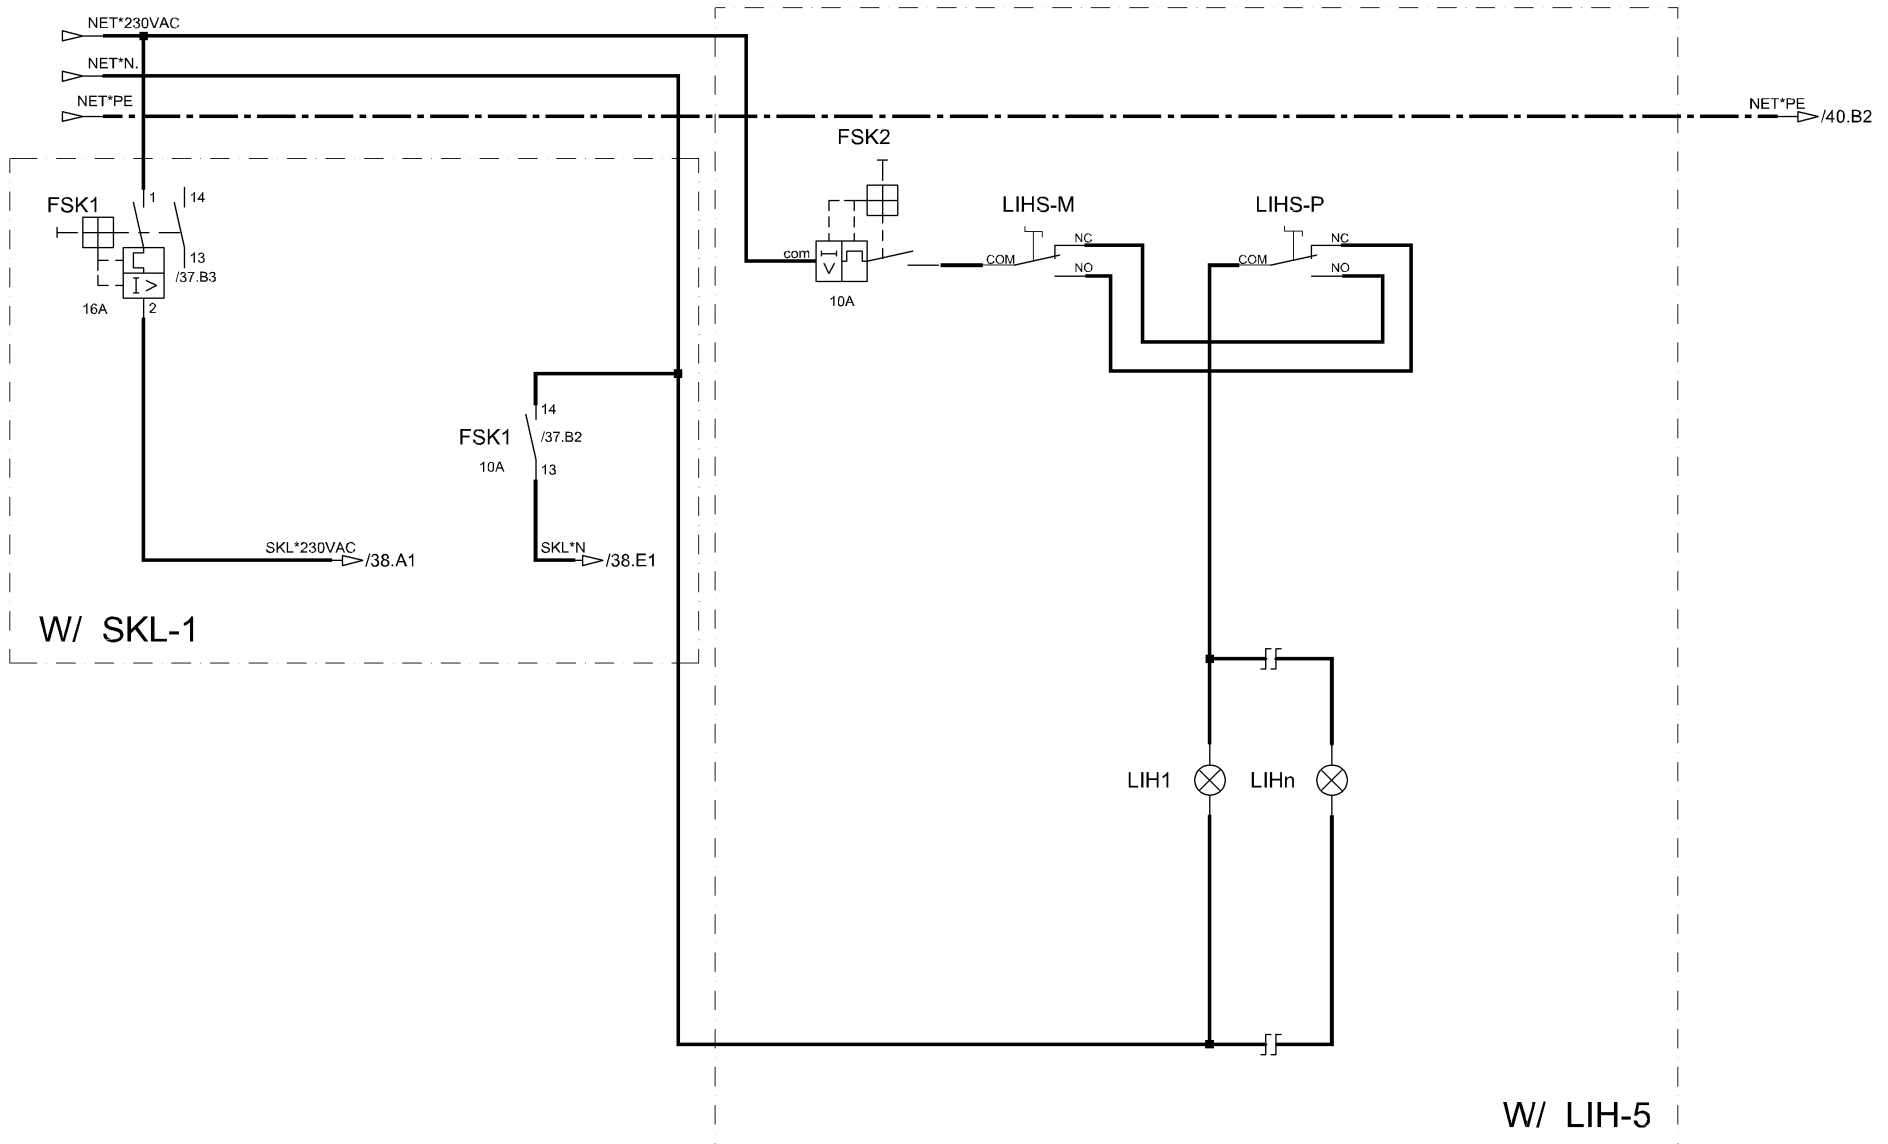 NET*230VAC
NET*N.
NET*PE
NET*PE
/40.B2
FSK2
FSK1
1
14
13
/37.B3
16A
2
com
10A
LIHS-M
COM
NC
NO
LIHS-P
COM
NC
NO
14
FSK1
/37.B2
10A
13
SKL*230VAC
/38.A1
SKL*N
/38.E1
W/ SKL-1
LIH1
LIHn
W/ LIH-5
I >
I >